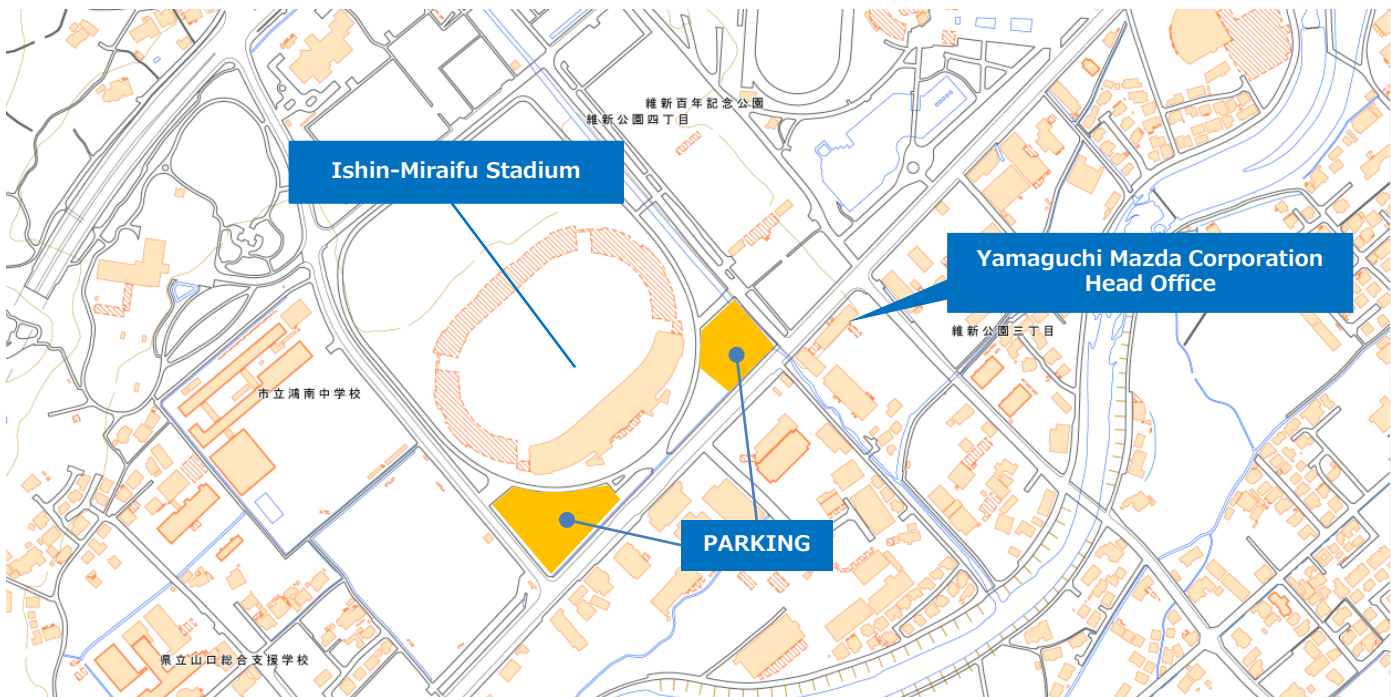 維新百年記念公園
維新公園四丁目
Ishin-Miraifu Stadium
Yamaguchi Mazda Corporation
Head Office
維新公園三丁目
市立鴻南中学校
PARKING
県立山口総合支援学校